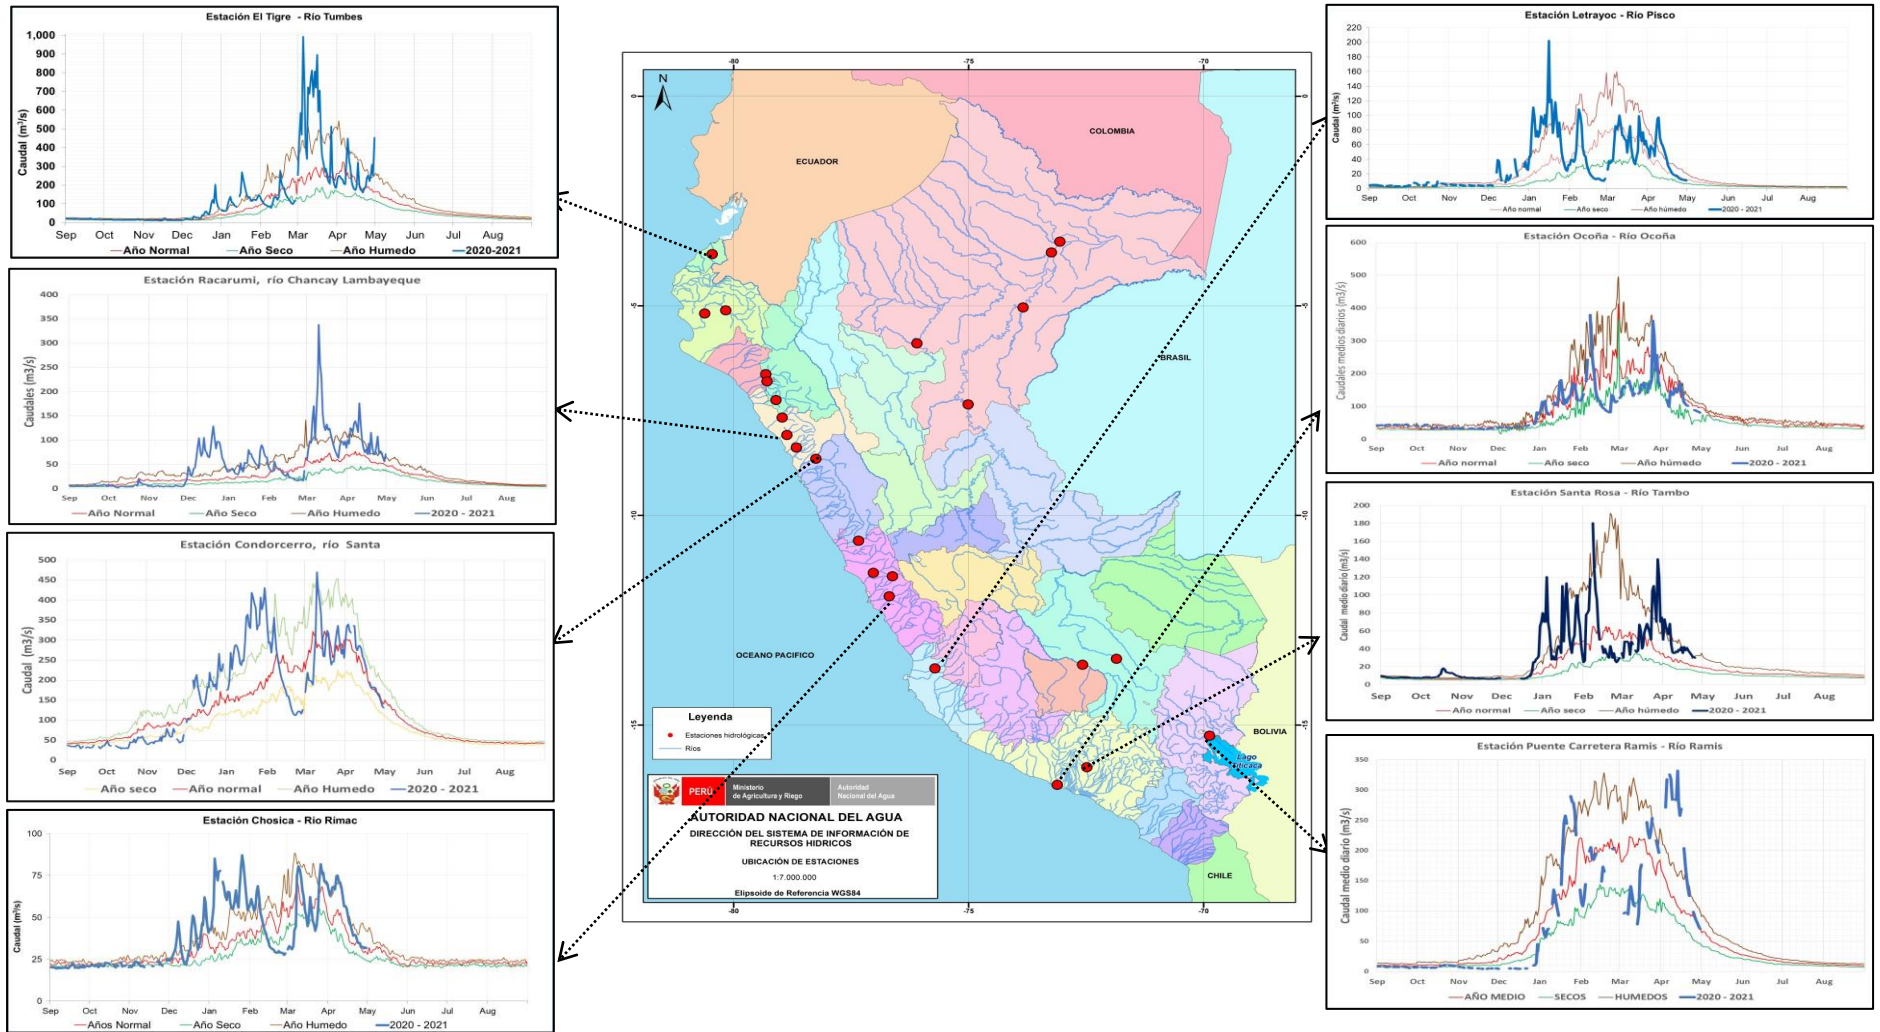 Estación El Tigre - Río Tumbes
Caudal (m³/s)
1,000
900
800
700
600
500
400
300
200
100
0
Sep Oct Nov Dec Jan Feb Mar Apr May Jun Jul Aug
Año Normal Año Seco Año Humedo 2020-2021
Estación Racarumi, río Chancay Lambayeque
Caudales (m3/s)
400
350
300
250
200
150
100
50
0
Sep Oct Nov Dec Jan Feb Mar Apr May Jun Jul Aug
Año Normal Año Seco Año Humedo 2020 - 2021
Estación Condorcerro, río Santa
Caudal (m3/s)
500
450
400
350
300
250
200
150
100
50
0
Sep Oct Nov Dec Jan Feb Mar Apr May Jun Jul Aug
Año seco Año normal Año Humedo 2020 - 2021
Estación Chosica - Río Rímac
Caudal (m³/s)
100
75
50
25
0
Sep Oct Nov Dec Jan Feb Mar Apr May Jun Jul Aug
Años Normal Año Seco Año Humedo 2020 - 2021
-80 -75 -70
N
0
-5
-10
-15
0
-5
-10
-15
COLOMBIA
ECUADOR
BRASIL
OCEANO PACIFICO
BOLIVIA
Lago
Titicaca
CHILE
Leyenda
Estaciones hidrológicas
Ríos
PERÚ
Ministerio
de Agricultura y Riego
Autoridad
Nacional del Agua
AUTORIDAD NACIONAL DEL AGUA
DIRECCIÓN DEL SISTEMA DE INFORMACIÓN DE
RECURSOS HIDRICOS
UBICACIÓN DE ESTACIONES
1:7.000.000
Elipsoide de Referencia WGS84
-80 -75 -70
Estación Letrayoc - Río Pisco
Caudal (m³/s)
220
200
180
160
140
120
100
80
60
40
20
0
Sep Oct Nov Dec Jan Feb Mar Apr May Jun Jul Aug
Año normal Año seco Año húmedo 2020 - 2021
Estación Ocoña - Río Ocoña
Caudales medios diarios (m3/s)
600
500
400
300
200
100
0
Sep Oct Nov Dec Jan Feb Mar Apr May Jun Jul Aug
Año normal Año seco Año húmedo 2020 - 2021
Estación Santa Rosa - Río Tambo
Caudal medio diario (m3/s)
200
180
160
140
120
100
80
60
40
20
0
Sep Oct Nov Dec Jan Feb Mar Apr May Jun Jul Aug
Año normal Año seco Año húmedo 2020 - 2021
Estación Puente Carretera Ramis - Río Ramis
Caudal medio diario (m3/s)
350
300
250
200
150
100
50
0
Sep Oct Nov Dec Jan Feb Mar Apr May Jun Jul Aug
AÑO MEDIO SECOS HUMEDOS 2020 - 2021